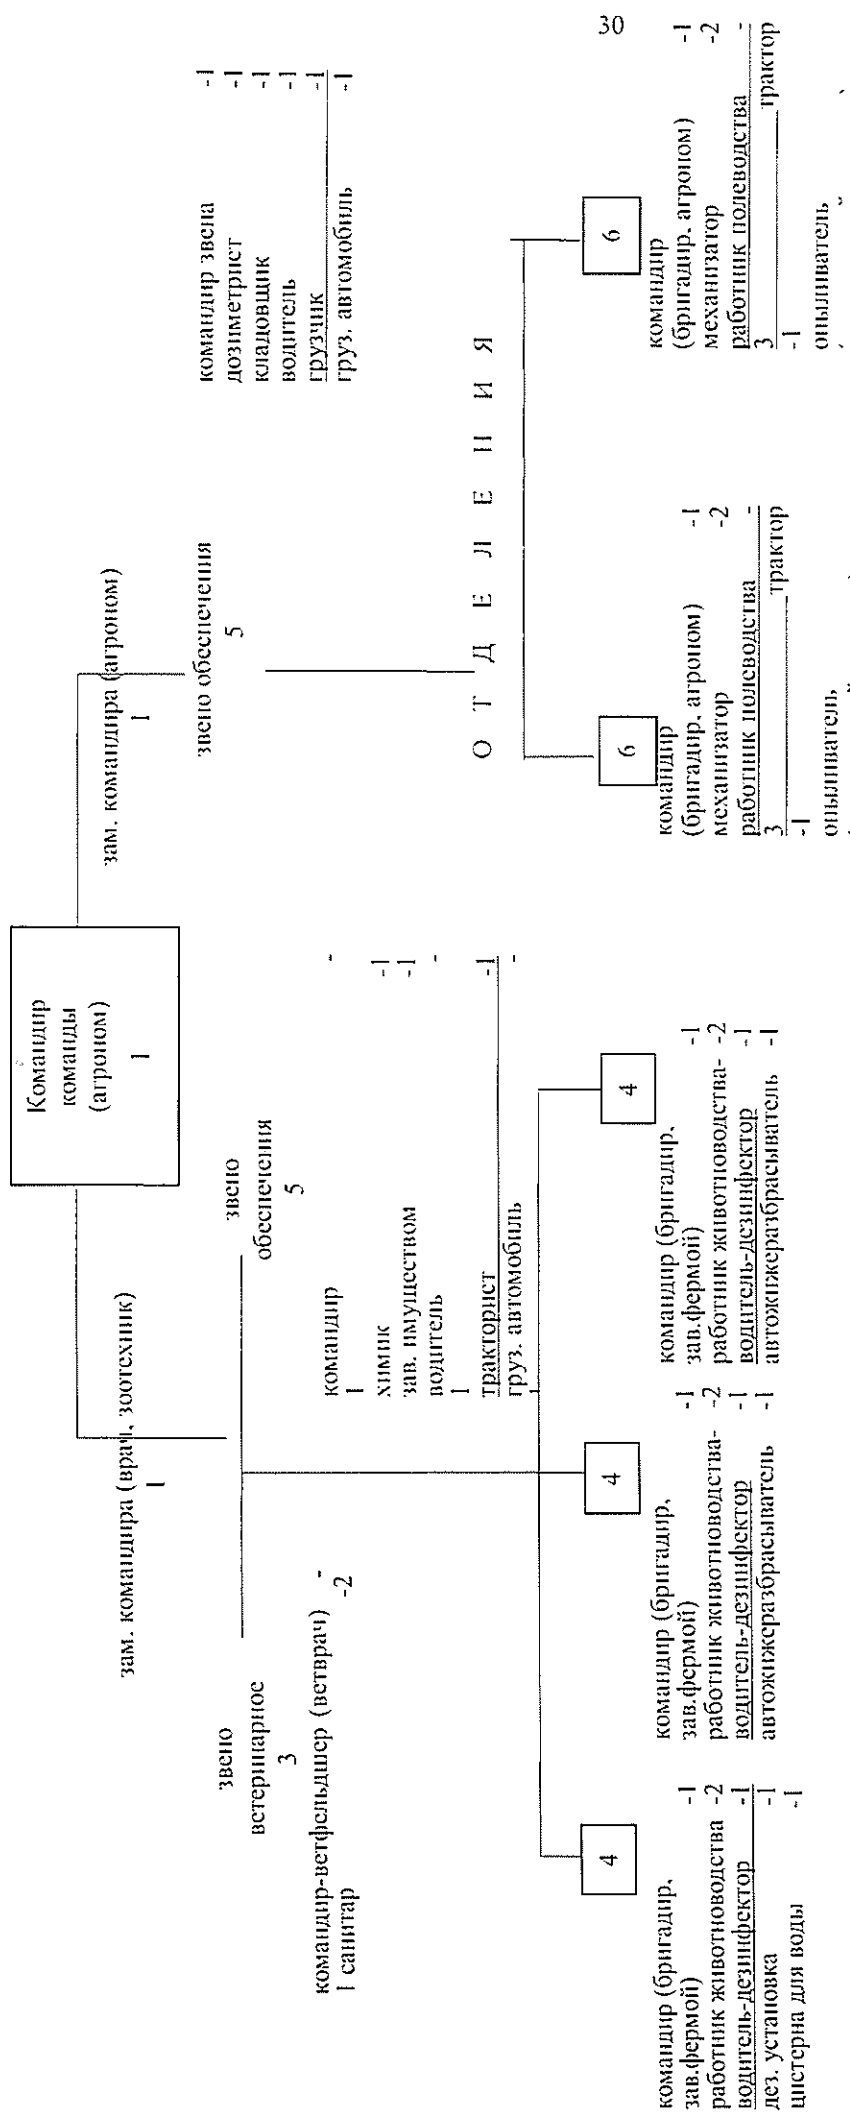 30
Командир
команды
(агроном)
1
зам. командира (врач, зоотехник)
1
зам. командира (агроном)
1
звено
ветеринарное
3
командир-ветфельдшер (ветврач) -
1 санитар -2
звено
обеспечения
5
командир -
1
химик -1
зав. имуществом -1
водитель -
1
тракторист -1
груз. автомобиль -
1
звено обеспечения
5
командир звена -1
дозиметрист -1
кладовщик -1
водитель -1
грузчик -1
груз. автомобиль -1
О Т Д Е Л Е Н И Я
4
командир (бригадир,
зав.фермой) -1
работник животноводства -2
водитель-дезинфектор -1
дез. установка -1
цистерна для воды -1
4
командир (бригадир,
зав.фермой) -1
работник животноводства- -2
водитель-дезинфектор -1
автожижеразбрасыватель -1
4
командир (бригадир,
зав.фермой) -1
работник животноводства- -2
водитель-дезинфектор -1
автожижеразбрасыватель -1
6
командир
(бригадир, агроном) -1
механизатор -2
работник полеводства -
3 трактор
-1
опыливатель
6
командир
(бригадир, агроном) -1
механизатор -2
работник полеводства -
3 трактор
-1
опыливатель